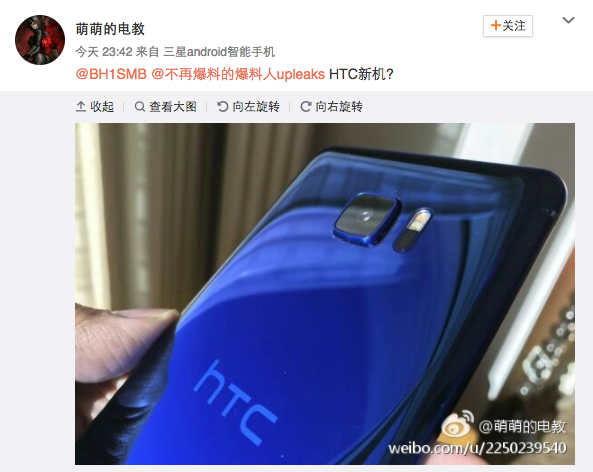 萌萌的电教
+关注
今天 23:42 来自 三星android智能手机
@BH1SMB @不再爆料的爆料人upleaks HTC新机?
收起 查看大图 向左旋转 向右旋转
hTC
@萌萌的电教
weibo.com/u/2250239540